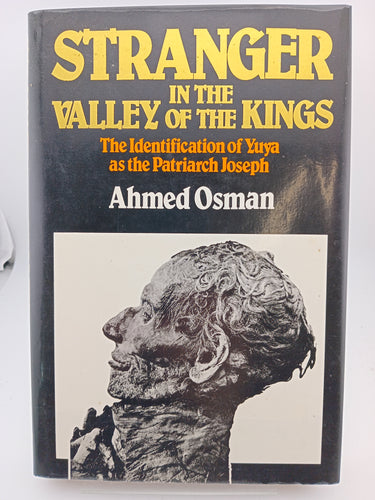 STRANGER
IN THE
VALLEY OF THE KINGS
The Identification of Yuya
as the Patriarch Joseph
Ahmed Osman